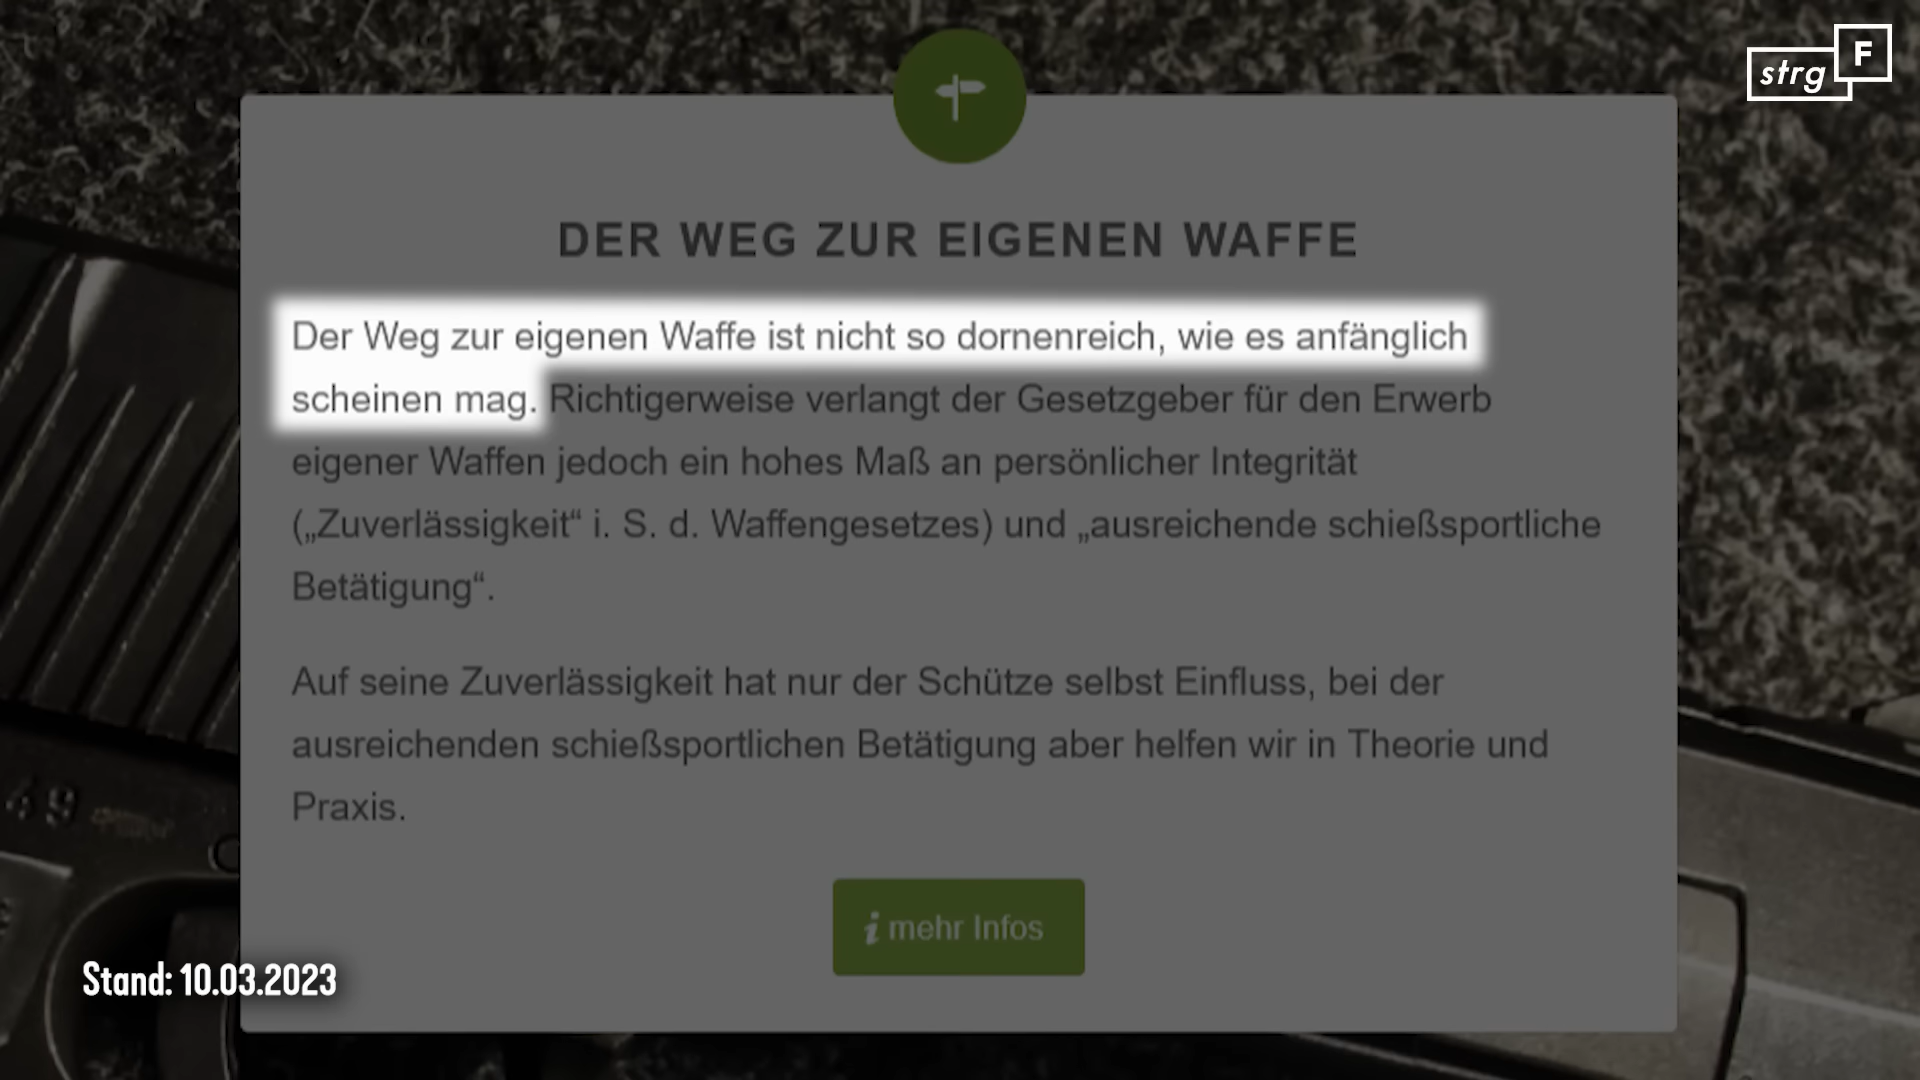 strg F
DER WEG ZUR EIGENEN WAFFE
Der Weg zur eigenen Waffe ist nicht so dornenreich, wie es anfänglich
scheinen mag. Richtigerweise verlangt der Gesetzgeber für den Erwerb
eigener Waffen jedoch ein hohes Maß an persönlicher Integrität
(„Zuverlässigkeit“ i. S. d. Waffengesetzes) und „ausreichende schießsportliche
Betätigung“.
Auf seine Zuverlässigkeit hat nur der Schütze selbst Einfluss, bei der
ausreichenden schießsportlichen Betätigung aber helfen wir in Theorie und
Praxis.
49
i mehr Infos
Stand: 10.03.2023